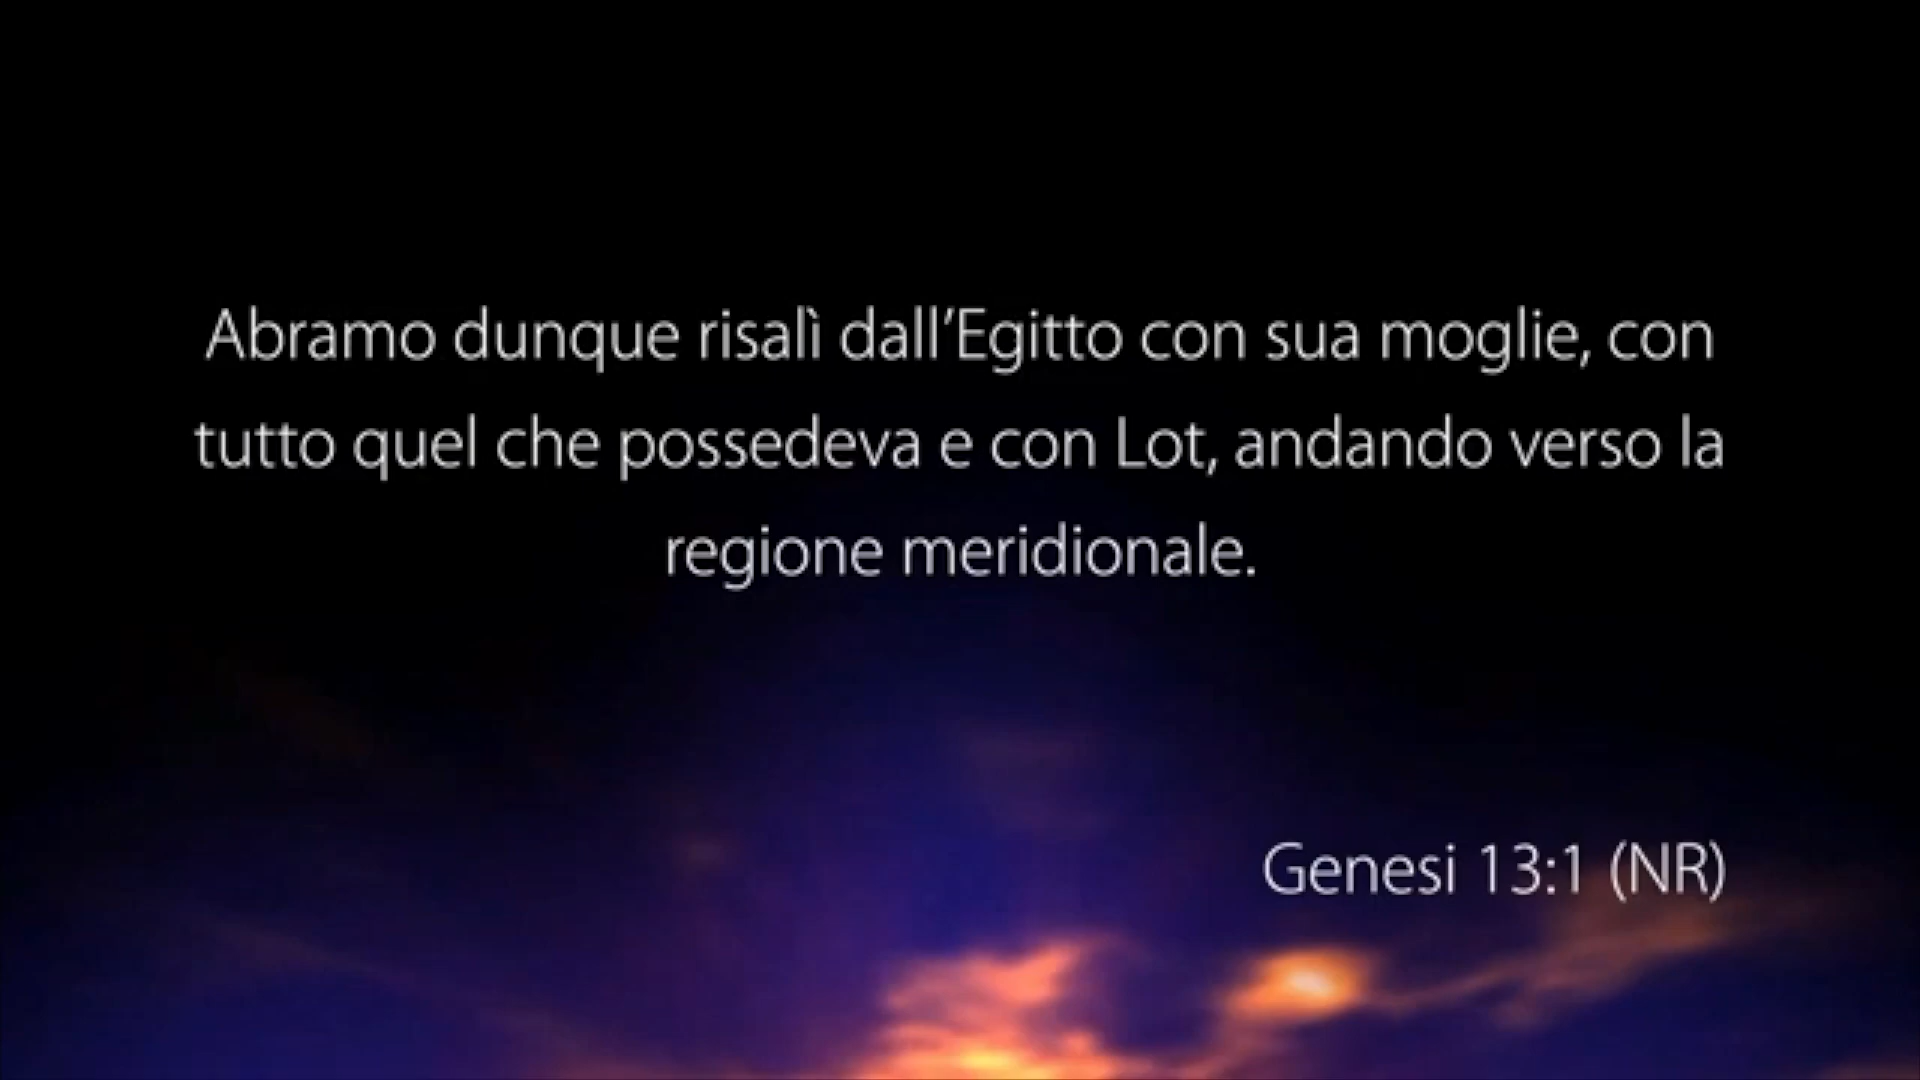 Abramo dunque risalì dall’Egitto con sua moglie, con
tutto quel che possedeva e con Lot, andando verso la
regione meridionale.
Genesi 13:1 (NR)